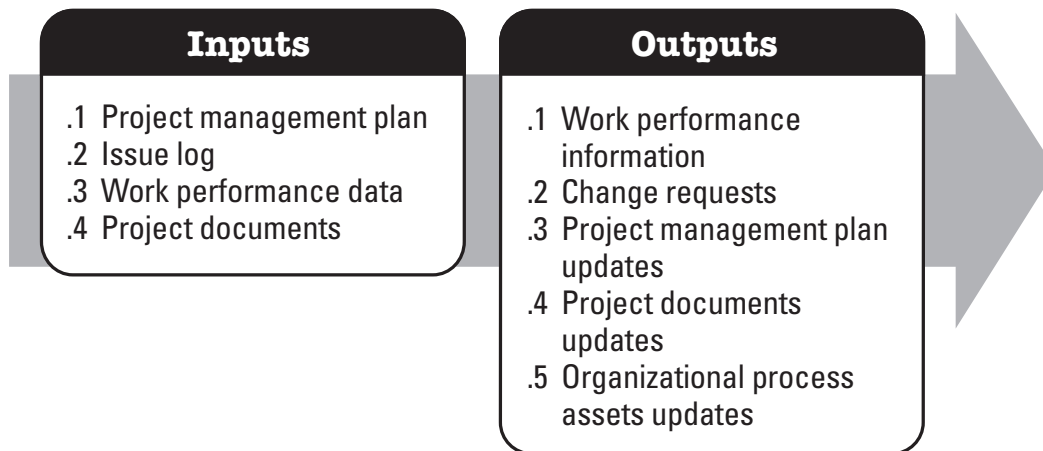 Inputs
.1 Project management plan
.2 Issue log
.3 Work performance data
.4 Project documents
Outputs
.1 Work performance
information
.2 Change requests
.3 Project management plan
updates
.4 Project documents
updates
.5 Organizational process
assets updates